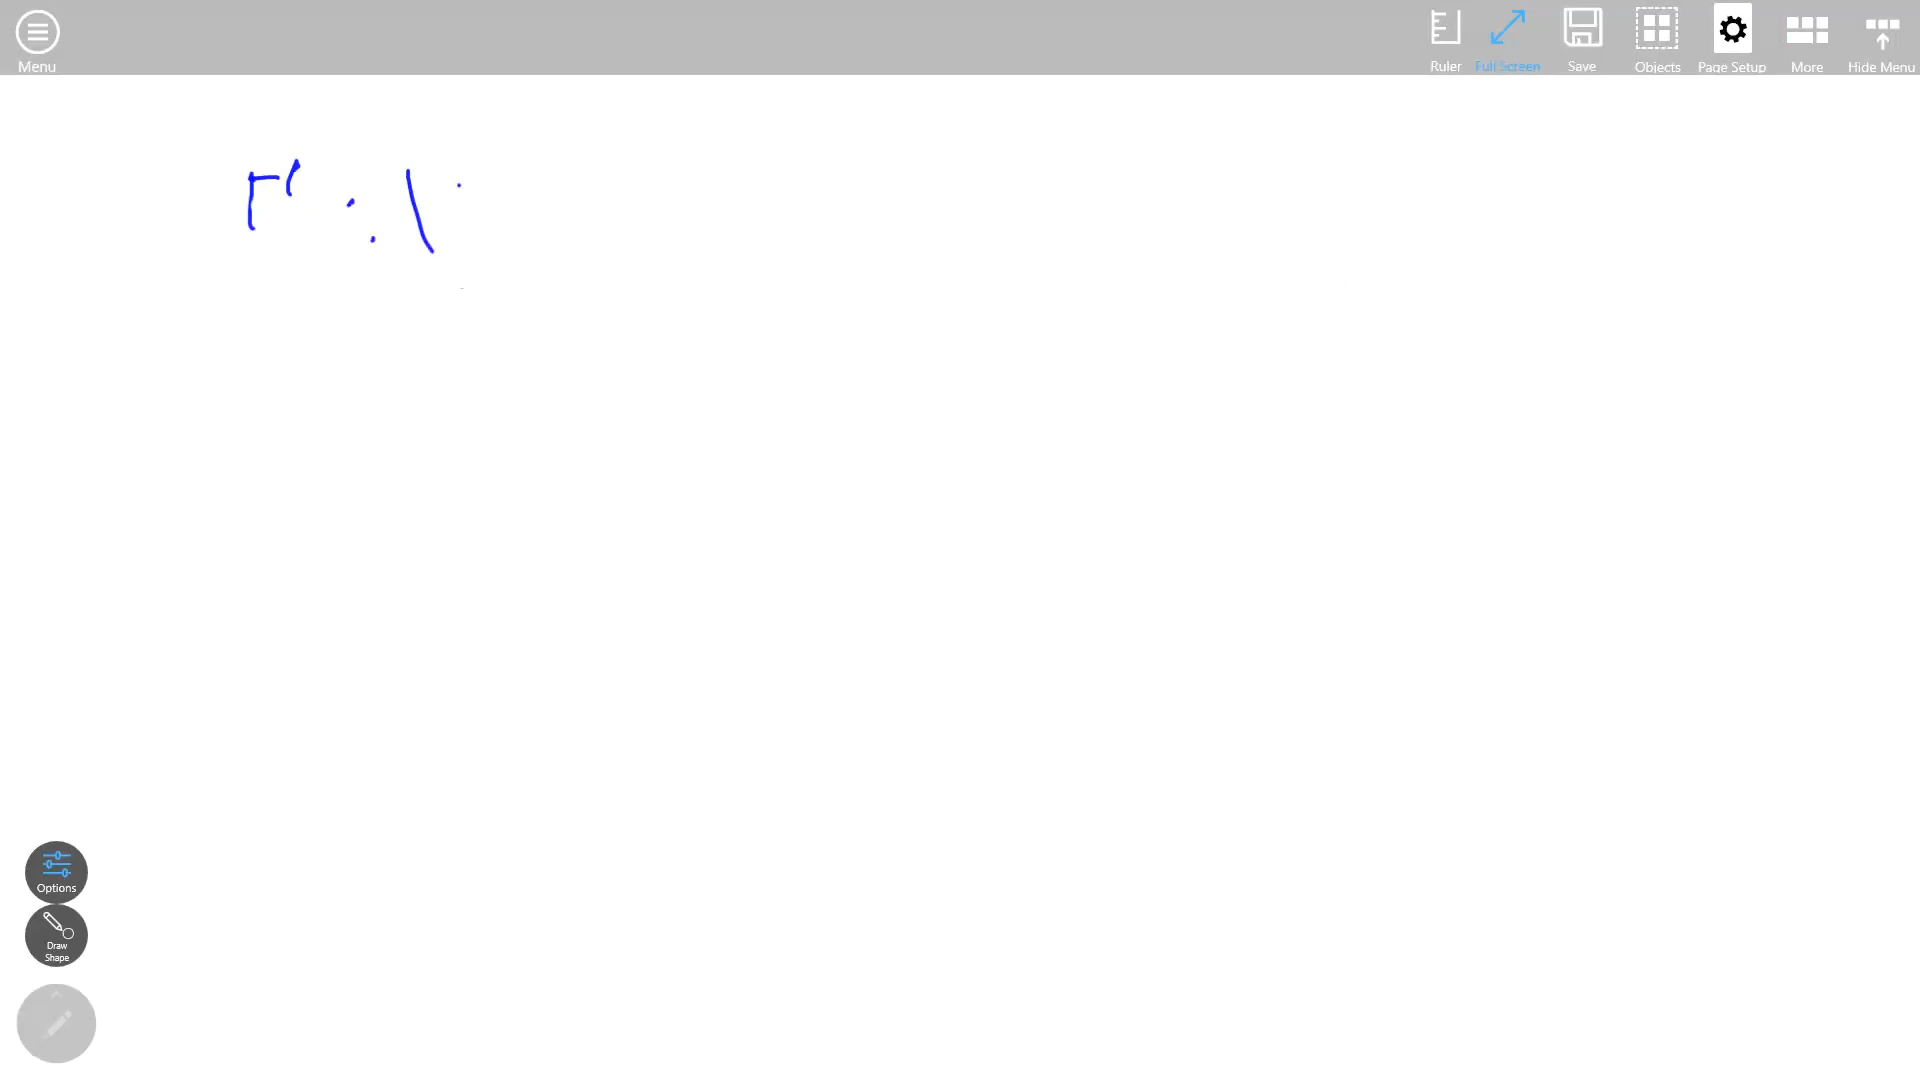 Menu
Ruler
Full Screen
Save
Objects
Page Setup
More
Hide Menu
Options
Draw
Shape